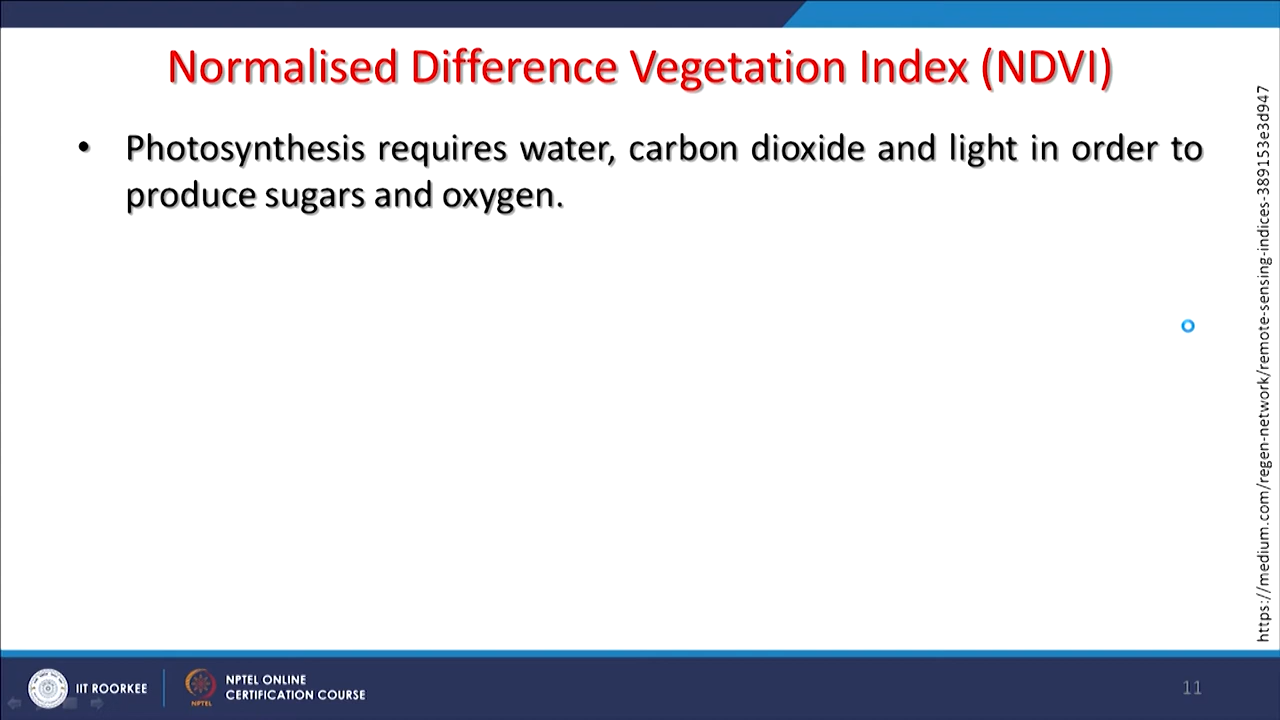 Normalised Difference Vegetation Index (NDVI)
• Photosynthesis requires water, carbon dioxide and light in order to
produce sugars and oxygen.
https://medium.com/regen-network/remote-sensing-indices-389153e3d947
IIT ROORKEE
NPTEL
NPTEL ONLINE
CERTIFICATION COURSE
11